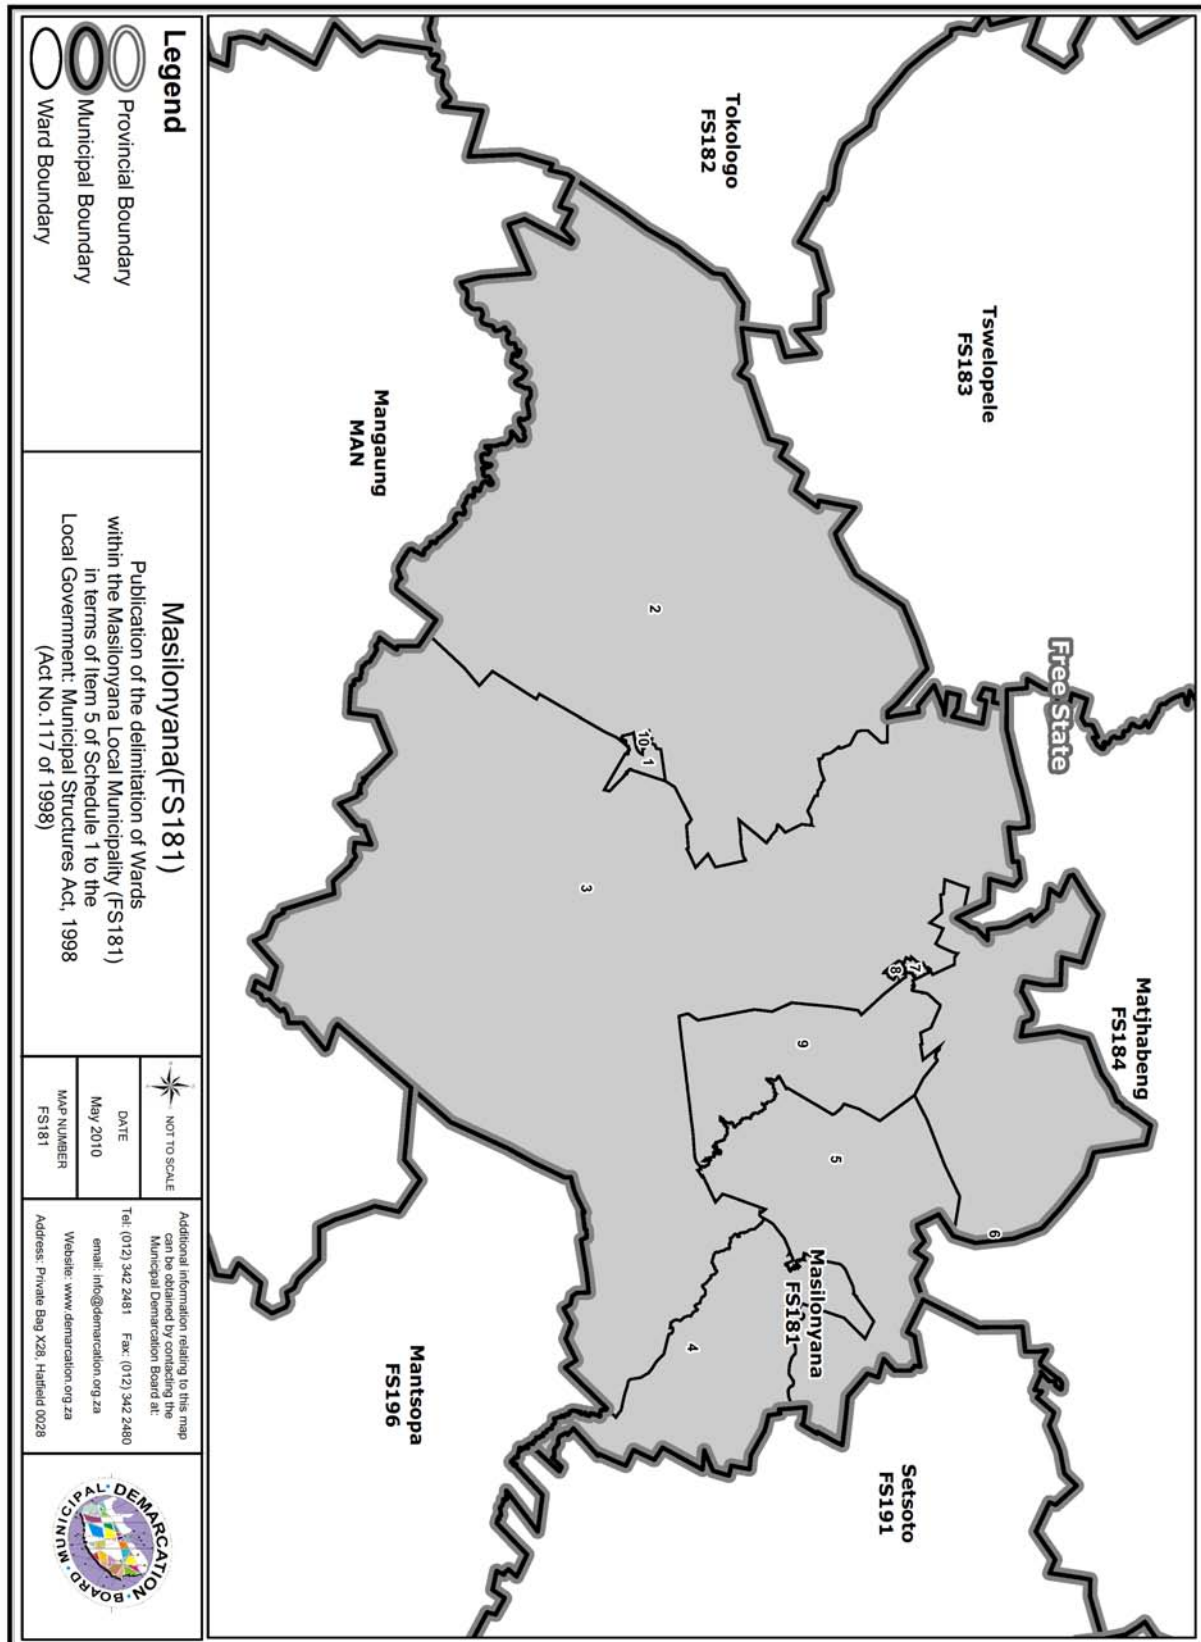 Tokologo
FS182
Tswelopele
FS183
Free State
Matjhabeng
FS184
Setsoto
FS191
Mangaung
MAN
Mantsopa
FS196
Masilonyana
FS181
2
10
1
3
7
8
9
5
6
4
Legend
Provincial Boundary
Municipal Boundary
Ward Boundary
Masilonyana(FS181)
Publication of the delimitation of Wards
within the Masilonyana Local Municipality (FS181)
in terms of Item 5 of Schedule 1 to the
Local Government: Municipal Structures Act, 1998
(Act No.117 of 1998)
NOT TO SCALE
DATE
May 2010
MAP NUMBER
FS181
Additional information relating to this map
can be obtained by contacting the
Municipal Demarcation Board at:
Tel: (012) 342 2481 Fax: (012) 342 2480
email: info@demarcation.org.za
Website: www.demarcation.org.za
Address: Private Bag X28, Hatfield 0028
MUNICIPAL DEMARCATION BOARD